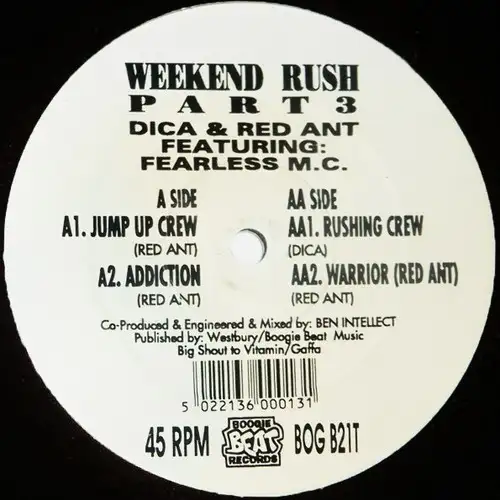 WEEKEND RUSH
PART 3
DICA & RED ANT
FEATURING:
FEARLESS M.C.
A SIDE
A1. JUMP UP CREW
(RED ANT)
A2. ADDICTION
(RED ANT)
AA SIDE
AA1. RUSHING CREW
(DICA)
AA2. WARRIOR (RED ANT)
(RED ANT)
Co-Produced & Engineered & Mixed by: BEN INTELLECT
Published by: Westbury/Boogie Beat Music
Big Shout to Vitamin/Gaffa
5 022136 000131
45 RPM
BOOGIE
BEAT
RECORDS
BOG B21T